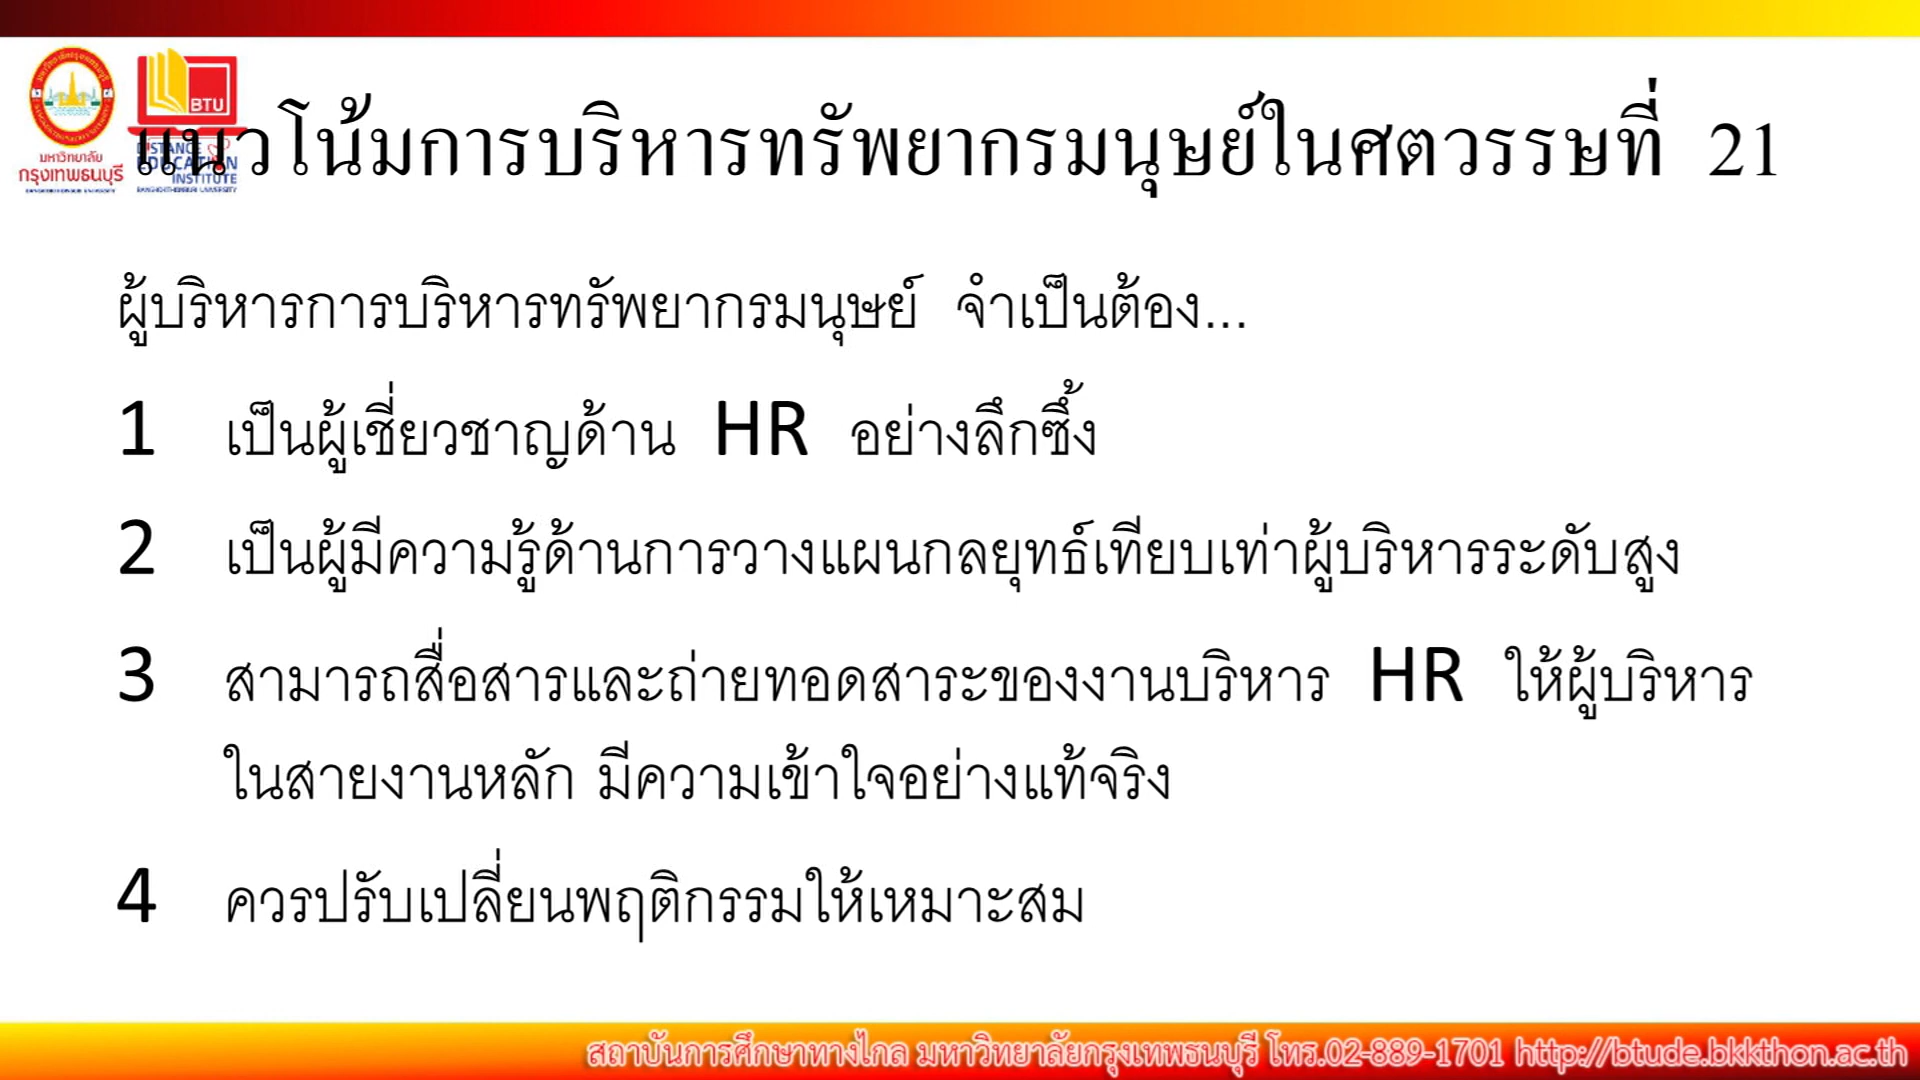 มหาวิทยาลัย
กรุงเทพธนบุรี
BANGKOKTHONBURI UNIVERSITY
BTU
DISTANCE
EDUCATION
INSTITUTE
BANGKOKTHONBURI UNIVERSITY
แนวโน้มการบริหารทรัพยากรมนุษย์ในศตวรรษที่ 21
ผู้บริหารการบริหารทรัพยากรมนุษย์ จำเป็นต้อง...
1 เป็นผู้เชี่ยวชาญด้าน HR อย่างลึกซึ้ง
2 เป็นผู้มีความรู้ด้านการวางแผนกลยุทธ์เทียบเท่าผู้บริหารระดับสูง
3 สามารถสื่อสารและถ่ายทอดสาระของงานบริหาร HR ให้ผู้บริหาร
ในสายงานหลัก มีความเข้าใจอย่างแท้จริง
4 ควรปรับเปลี่ยนพฤติกรรมให้เหมาะสม
สถาบันการศึกษาทางไกล มหาวิทยาลัยกรุงเทพธนบุรี โทร.02-889-1701 http://btude.bkkthon.ac.th